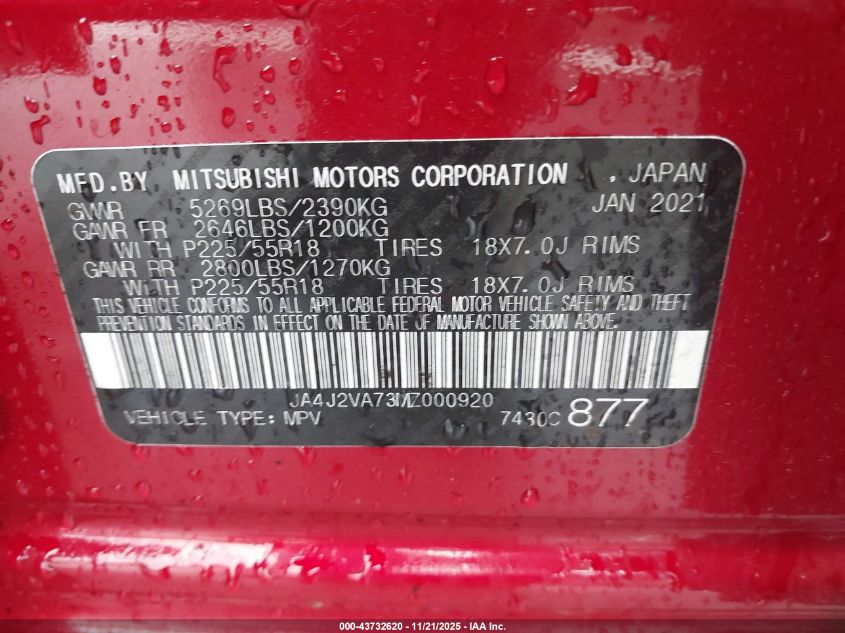 MFD.BY MITSUBISHI MOTORS CORPORATION , JAPAN
GVWR 5269LBS/2390KG JAN 2021
GAWR FR 2646LBS/1200KG
WITH P225/55R18 TIRES 18X7.0J RIMS
GAWR RR 2800LBS/1270KG
WITH P225/55R18 TIRES 18X7.0J RIMS
THIS VEHICLE CONFORMS TO ALL APPLICABLE FEDERAL MOTOR VEHICLE SAFETY AND THEFT
PREVENTION STANDARDS IN EFFECT ON THE DATE OF MANUFACTURE SHOWN ABOVE.
JA4J2VA73MZ000920
VEHICLE TYPE: MPV 7430C 877
000-43732620 - 11/21/2025 - IAA Inc.